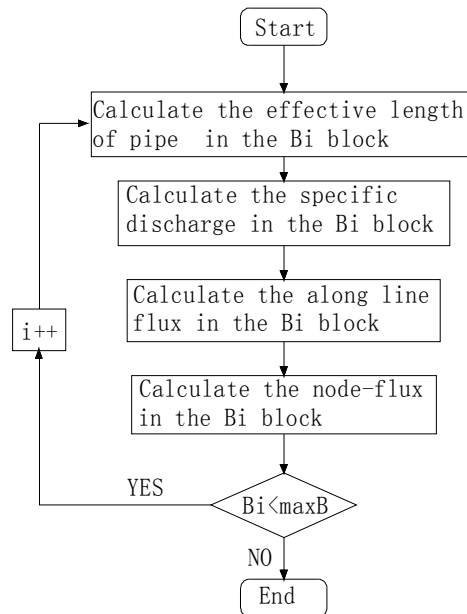 Start
Calculate the effective length
of pipe in the Bi block
Calculate the specific
discharge in the Bi block
Calculate the along line
flux in the Bi block
i++
Calculate the node-flux
in the Bi block
YES
Bi<maxB
NO
End